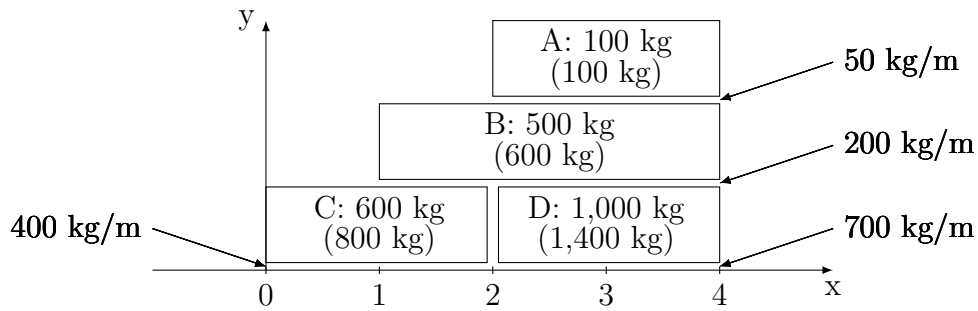 y
A: 100 kg
(100 kg)
50 kg/m
B: 500 kg
(600 kg)
200 kg/m
C: 600 kg
(800 kg)
D: 1,000 kg
(1,400 kg)
400 kg/m
700 kg/m
0 1 2 3 4
x